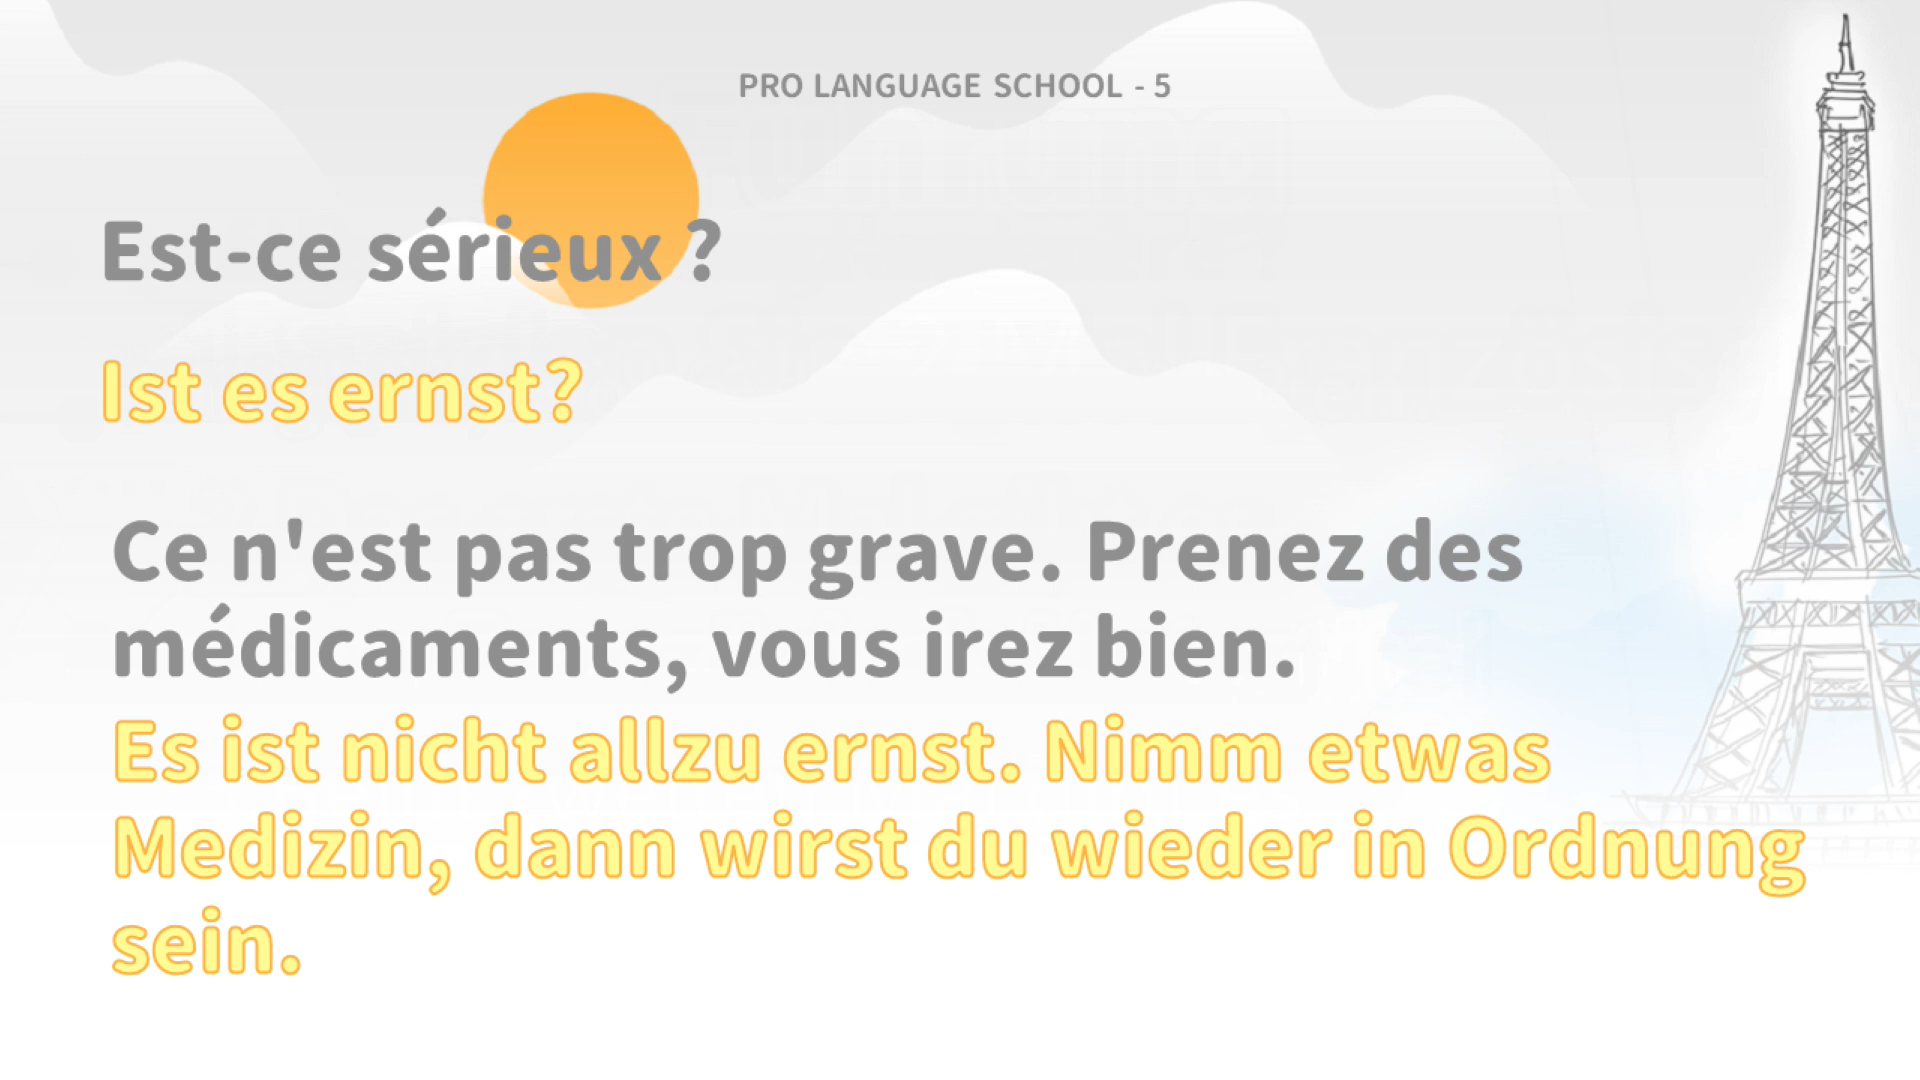 PRO LANGUAGE SCHOOL - 5
Est-ce sérieux ?
Ist es ernst?
Ce n'est pas trop grave. Prenez des
médicaments, vous irez bien.
Es ist nicht allzu ernst. Nimm etwas
Medizin, dann wirst du wieder in Ordnung
sein.